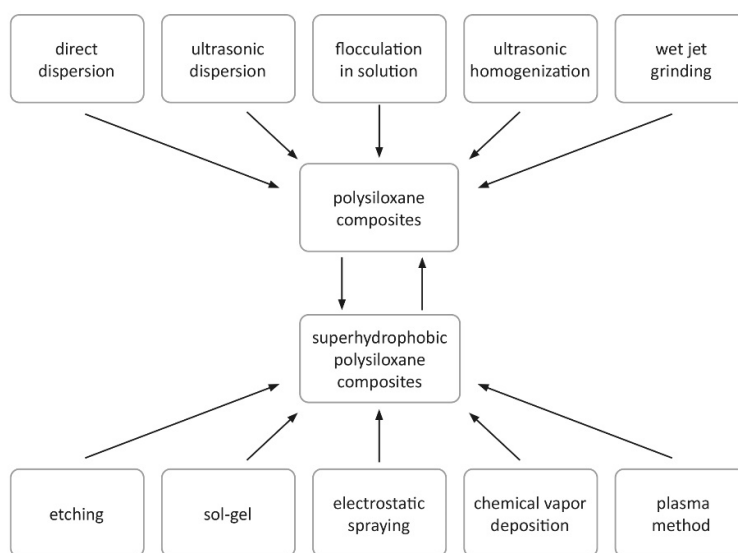 direct
dispersion
ultrasonic
dispersion
flocculation
in solution
ultrasonic
homogenization
wet jet
grinding
polysiloxane
composites
superhydrophobic
polysiloxane
composites
etching
sol-gel
electrostatic
spraying
chemical vapor
deposition
plasma
method